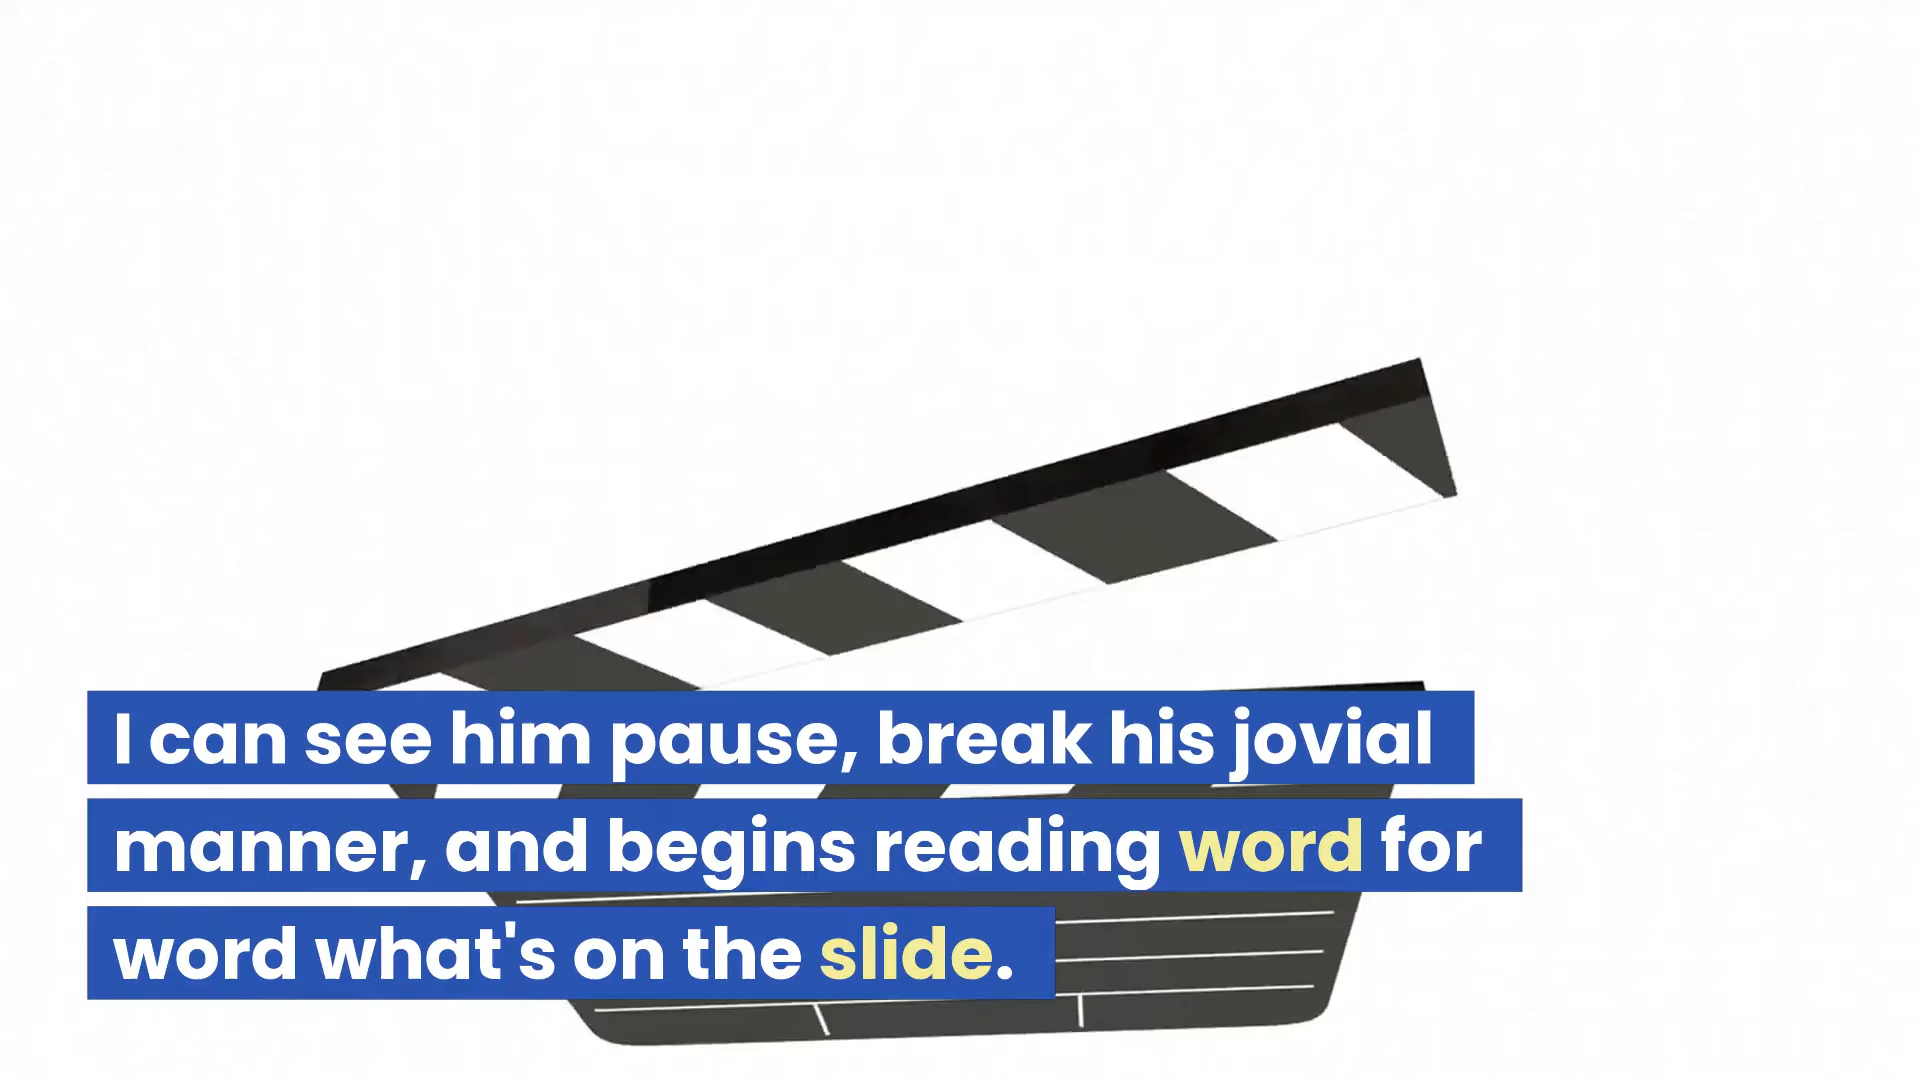 I can see him pause, break his jovial
manner, and begins reading word for
word what's on the slide.